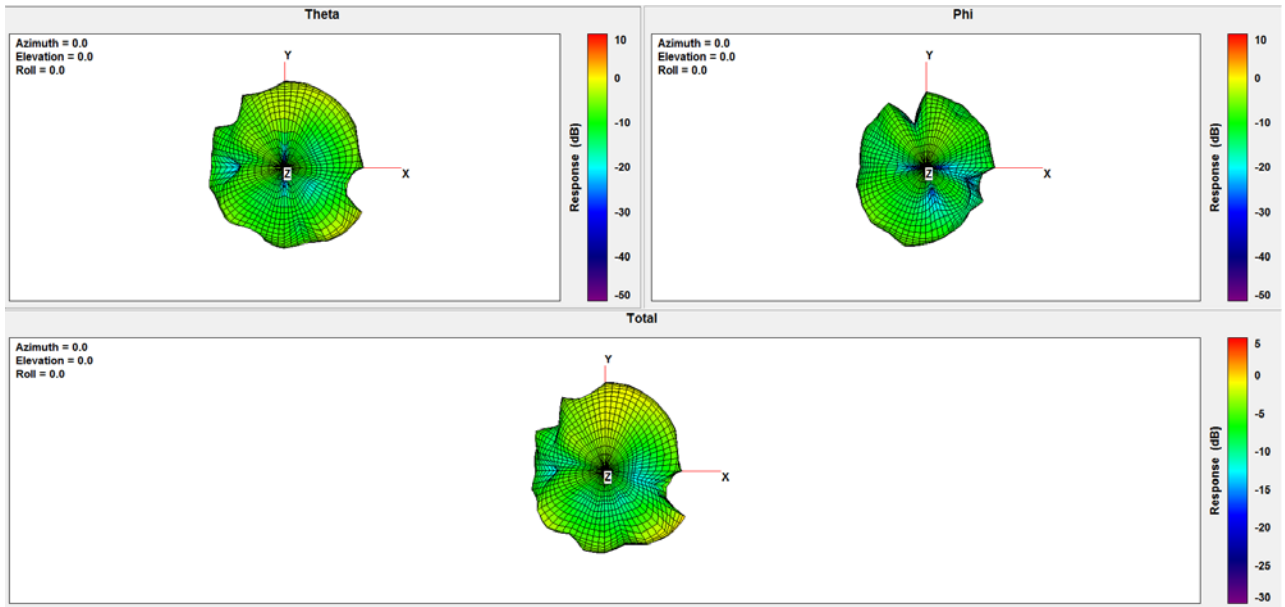 Theta
Azimuth = 0.0
Elevation = 0.0
Roll = 0.0
Y
X
Z
10
0
-10
-20
-30
-40
-50
Response (dB)
Phi
Azimuth = 0.0
Elevation = 0.0
Roll = 0.0
Y
X
Z
10
0
-10
-20
-30
-40
-50
Response (dB)
Total
Azimuth = 0.0
Elevation = 0.0
Roll = 0.0
Y
X
Z
5
0
-5
-10
-15
-20
-25
-30
Response (dB)